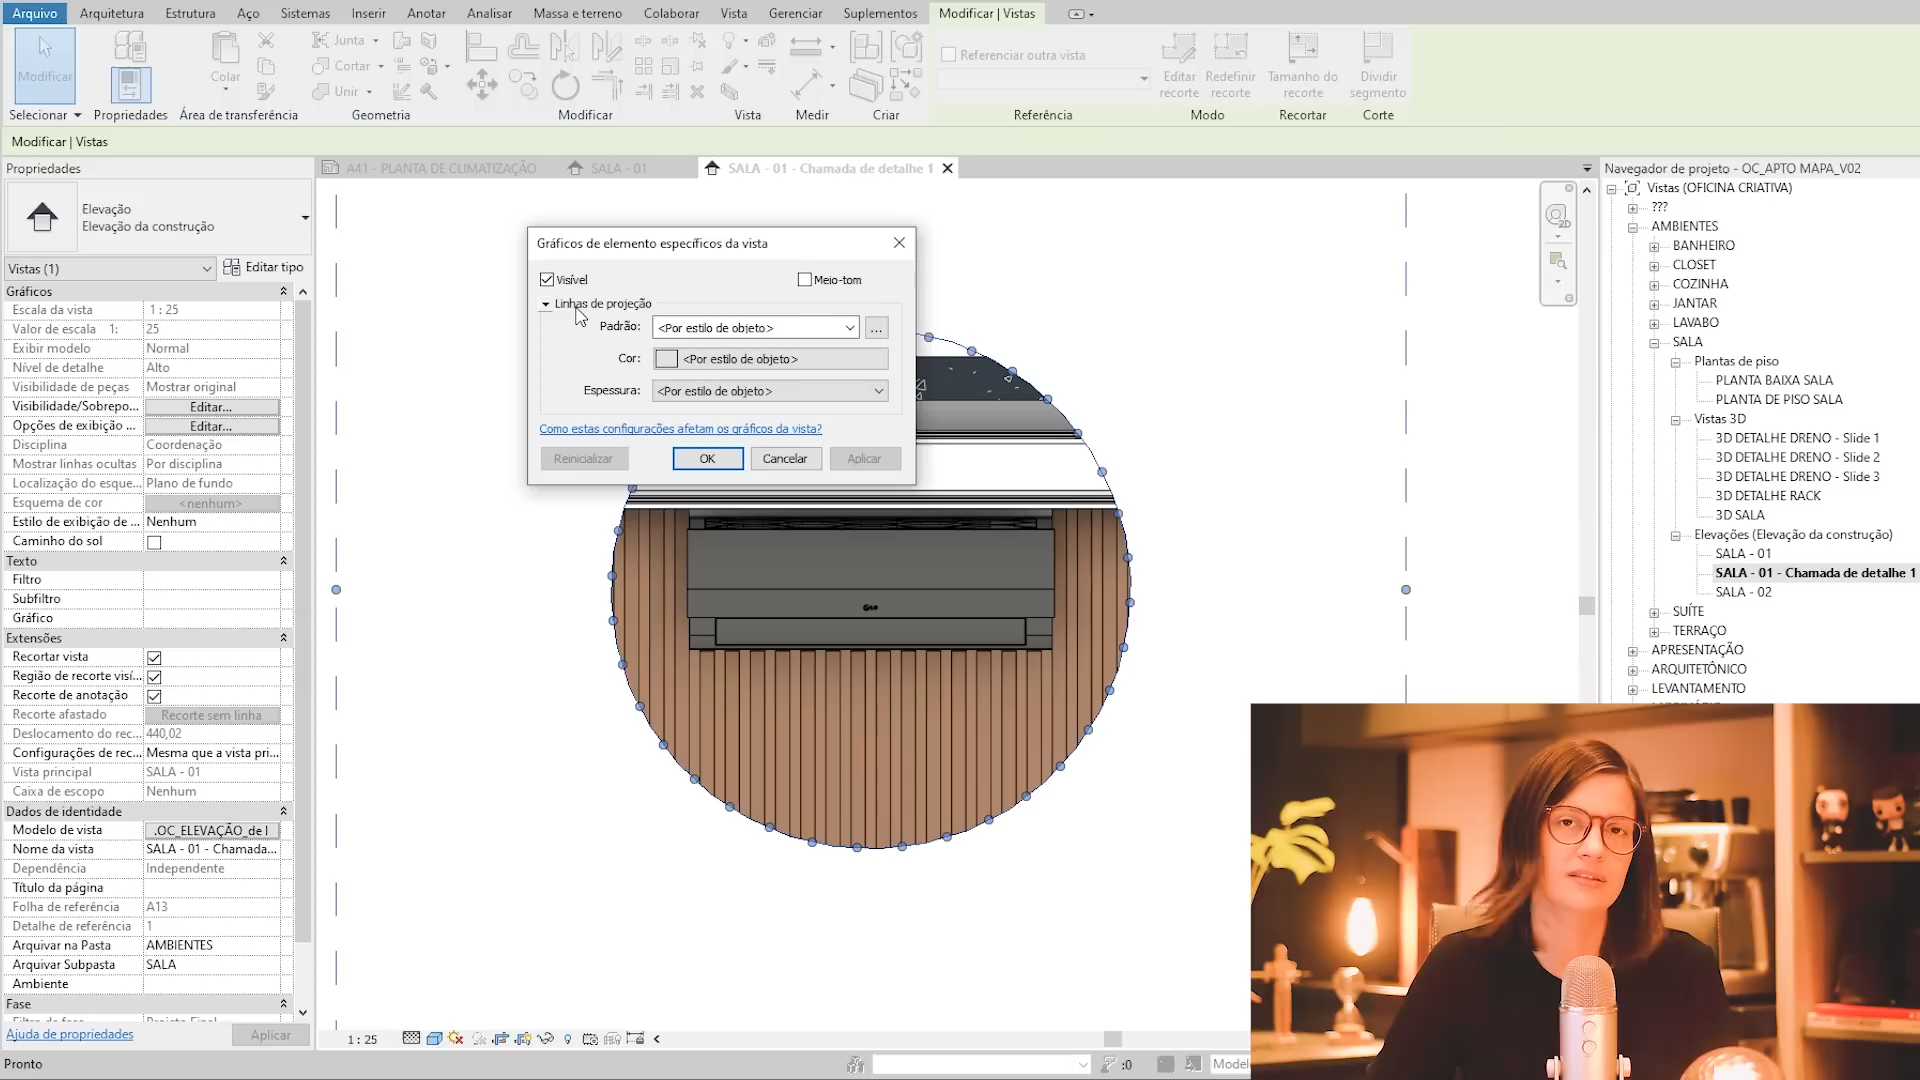 Arquivo Arquitetura Estrutura Aço Sistemas Inserir Anotar Analisar Massa e terreno Colaborar Vista Gerenciar Suplementos Modificar | Vistas
Modificar
Colar
Junta
Cortar
Unir
Referenciar outra vista
Editar recorte
Redefinir recorte
Tamanho do recorte
Dividir segmento
Selecionar Propriedades Área de transferência Geometria Modificar Vista Medir Criar Referência Modo Recortar Corte
Modificar | Vistas
Propriedades
Elevação
Elevação da construção
Vistas (1) Editar tipo
Gráficos
Escala da vista 1 : 25
Valor de escala 1: 25
Exibir modelo Normal
Nível de detalhe Alto
Visibilidade de peças Mostrar original
Visibilidade/Sobrepo... Editar...
Opções de exibição ... Editar...
Disciplina Coordenação
Mostrar linhas ocultas Por disciplina
Localização do esque... Plano de fundo
Esquema de cor <nenhum>
Estilo de exibição de ... Nenhum
Caminho do sol
Texto
Filtro
Subfiltro
Gráfico
Extensões
Recortar vista
Região de recorte visí...
Recorte de anotação
Recorte afastado Recorte sem linha
Deslocamento do rec... 440,02
Configurações de rec... Mesma que a vista pri...
Vista principal SALA - 01
Caixa de escopo Nenhum
Dados de identidade
Modelo de vista .OC_ELEVAÇÃO_de I
Nome da vista SALA - 01 - Chamada...
Dependência Independente
Título da página
Folha de referência A13
Detalhe de referência 1
Arquivar na Pasta AMBIENTES
Arquivar Subpasta SALA
Ambiente
Fase
Ajuda de propriedades Aplicar
Pronto
A41 - PLANTA DE CLIMATIZAÇÃO SALA - 01 SALA - 01 - Chamada de detalhe 1
Gráficos de elemento específicos da vista
Visível Meio-tom
Linhas de projeção
Padrão: <Por estilo de objeto> ...
Cor: <Por estilo de objeto>
Espessura: <Por estilo de objeto>
Como estas configurações afetam os gráficos da vista?
Reinicializar OK Cancelar Aplicar
LG
2D
1 : 25
:0
Navegador de projeto - OC_APTO MAPA_V02
Vistas (OFICINA CRIATIVA)
???
AMBIENTES
BANHEIRO
CLOSET
COZINHA
JANTAR
LAVABO
SALA
Plantas de piso
PLANTA BAIXA SALA
PLANTA DE PISO SALA
Vistas 3D
3D DETALHE DRENO - Slide 1
3D DETALHE DRENO - Slide 2
3D DETALHE DRENO - Slide 3
3D DETALHE RACK
3D SALA
Elevações (Elevação da construção)
SALA - 01
SALA - 01 - Chamada de detalhe 1
SALA - 02
SUÍTE
TERRAÇO
APRESENTAÇÃO
ARQUITETÔNICO
LEVANTAMENTO